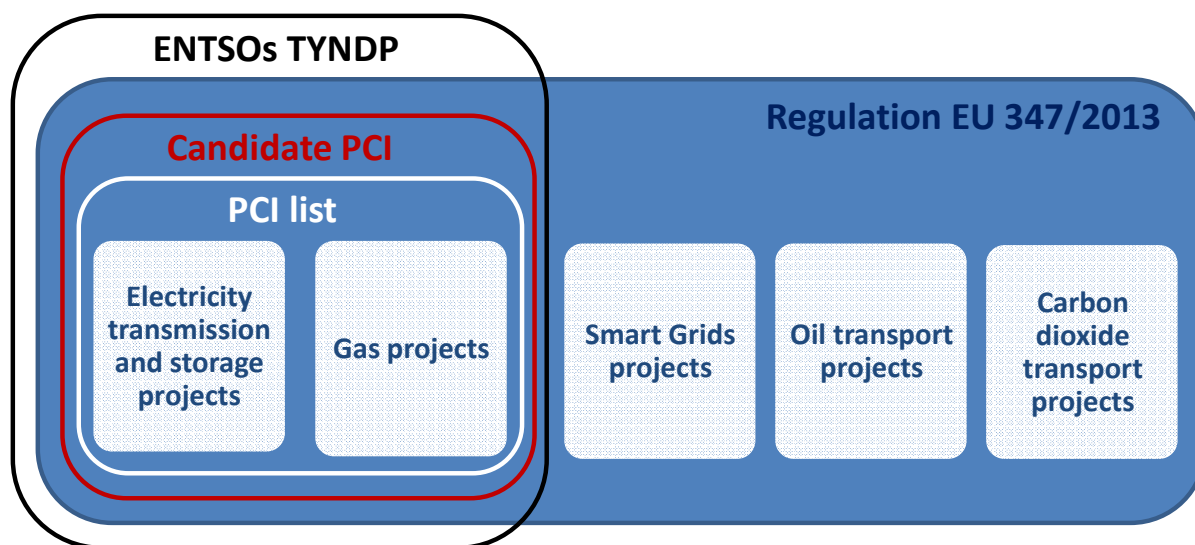 ENTSOs TYNDP
Regulation EU 347/2013
Candidate PCI
PCI list
Electricity
transmission
and storage
projects
Gas projects
Smart Grids
projects
Oil transport
projects
Carbon
dioxide
transport
projects